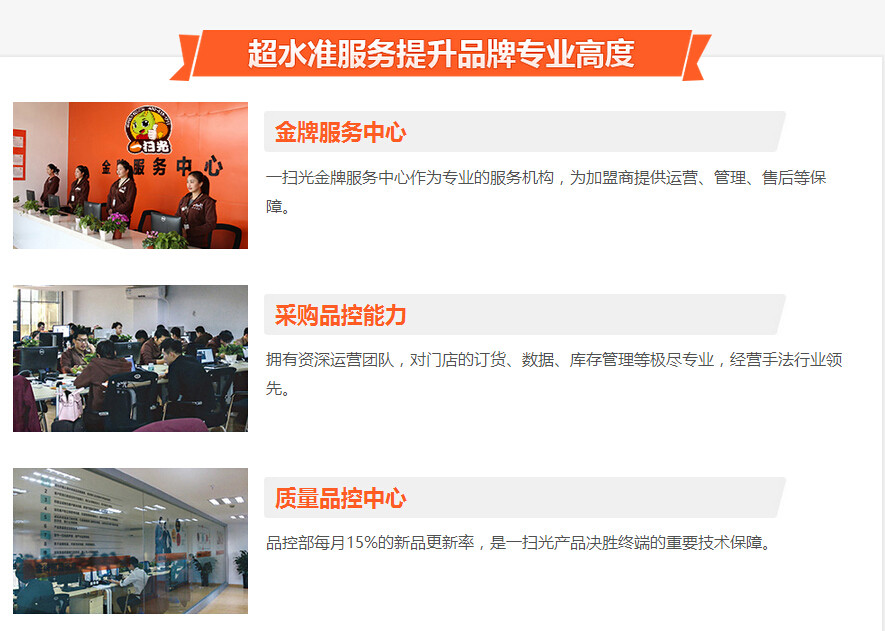 超水准服务提升品牌专业高度
一扫光
金牌服务中心
金牌服务中心
一扫光金牌服务中心作为专业的服务机构，为加盟商提供运营、管理、售后等保
障。
采购品控能力
拥有资深运营团队，对门店的订货、数据、库存管理等极尽专业，经营手法行业领
先。
质量品控中心
品控部每月15%的新品更新率，是一扫光产品决胜终端的重要技术保障。